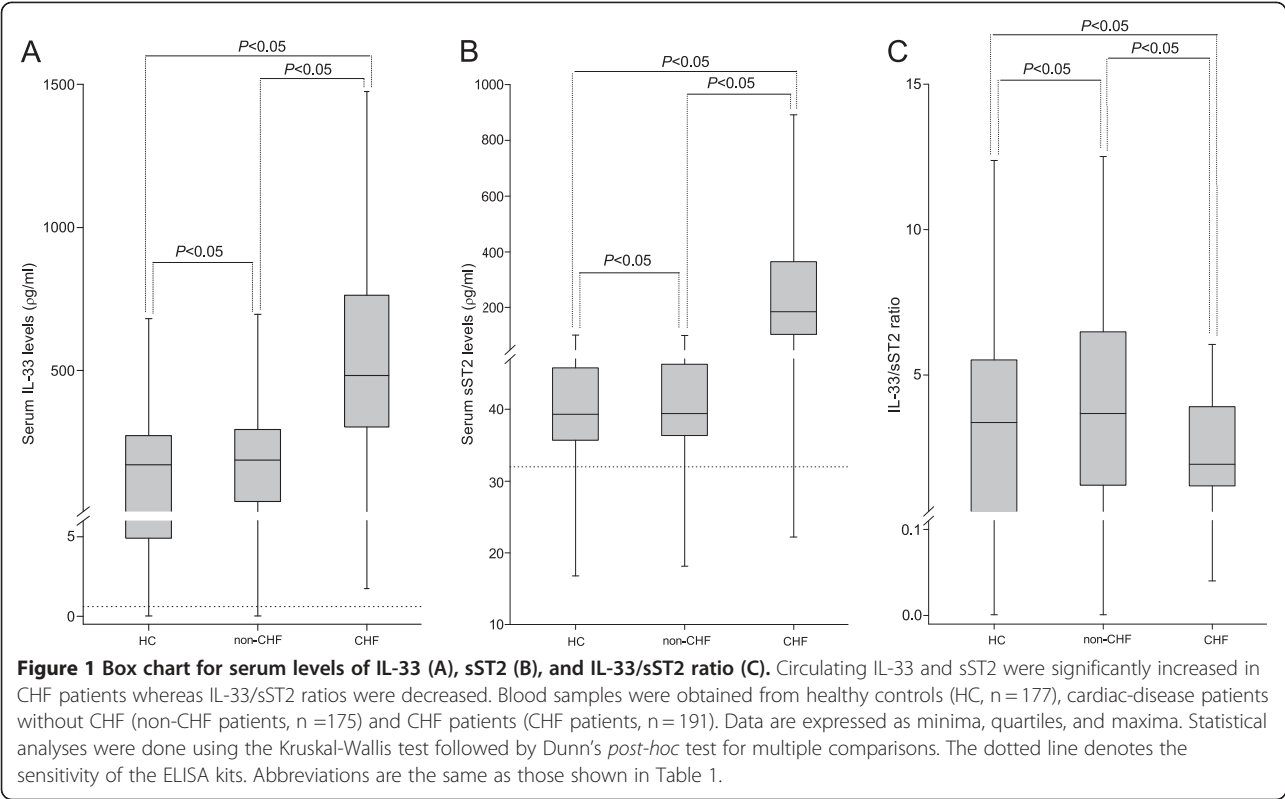 A
P<0.05
P<0.05
P<0.05
Serum IL-33 levels (ρg/ml)
1500
1000
500
5
0
HC non-CHF CHF
B
P<0.05
P<0.05
P<0.05
Serum sST2 levels (ρg/ml)
1000
800
600
400
200
40
30
20
10
HC non-CHF CHF
C
P<0.05
P<0.05
P<0.05
IL-33/sST2 ratio
15
10
5
0.1
0.0
HC non-CHF CHF
Figure 1 Box chart for serum levels of IL-33 (A), sST2 (B), and IL-33/sST2 ratio (C). Circulating IL-33 and sST2 were significantly increased in
CHF patients whereas IL-33/sST2 ratios were decreased. Blood samples were obtained from healthy controls (HC, n = 177), cardiac-disease patients
without CHF (non-CHF patients, n =175) and CHF patients (CHF patients, n = 191). Data are expressed as minima, quartiles, and maxima. Statistical
analyses were done using the Kruskal-Wallis test followed by Dunn's post-hoc test for multiple comparisons. The dotted line denotes the
sensitivity of the ELISA kits. Abbreviations are the same as those shown in Table 1.